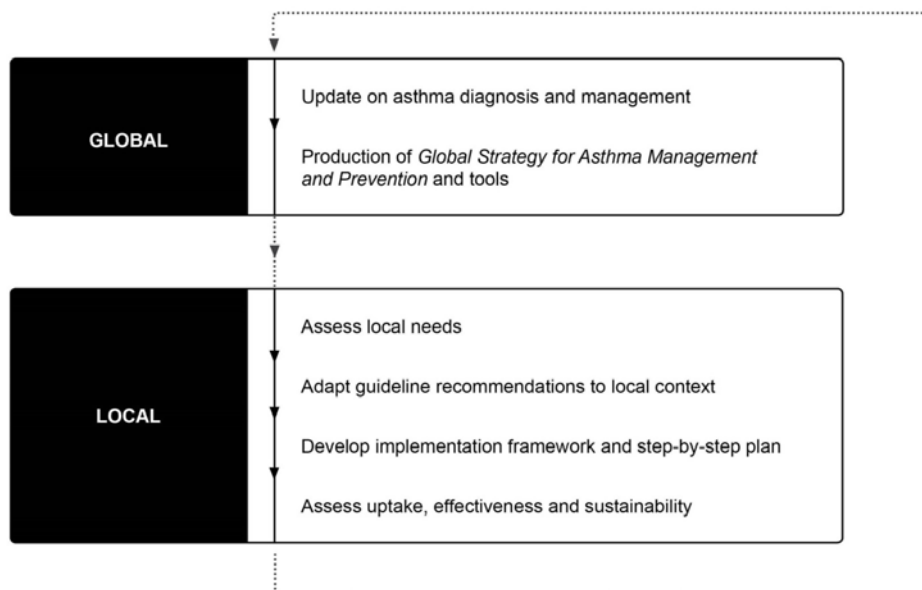 GLOBAL
Update on asthma diagnosis and management
Production of Global Strategy for Asthma Management
and Prevention and tools
LOCAL
Assess local needs
Adapt guideline recommendations to local context
Develop implementation framework and step-by-step plan
Assess uptake, effectiveness and sustainability